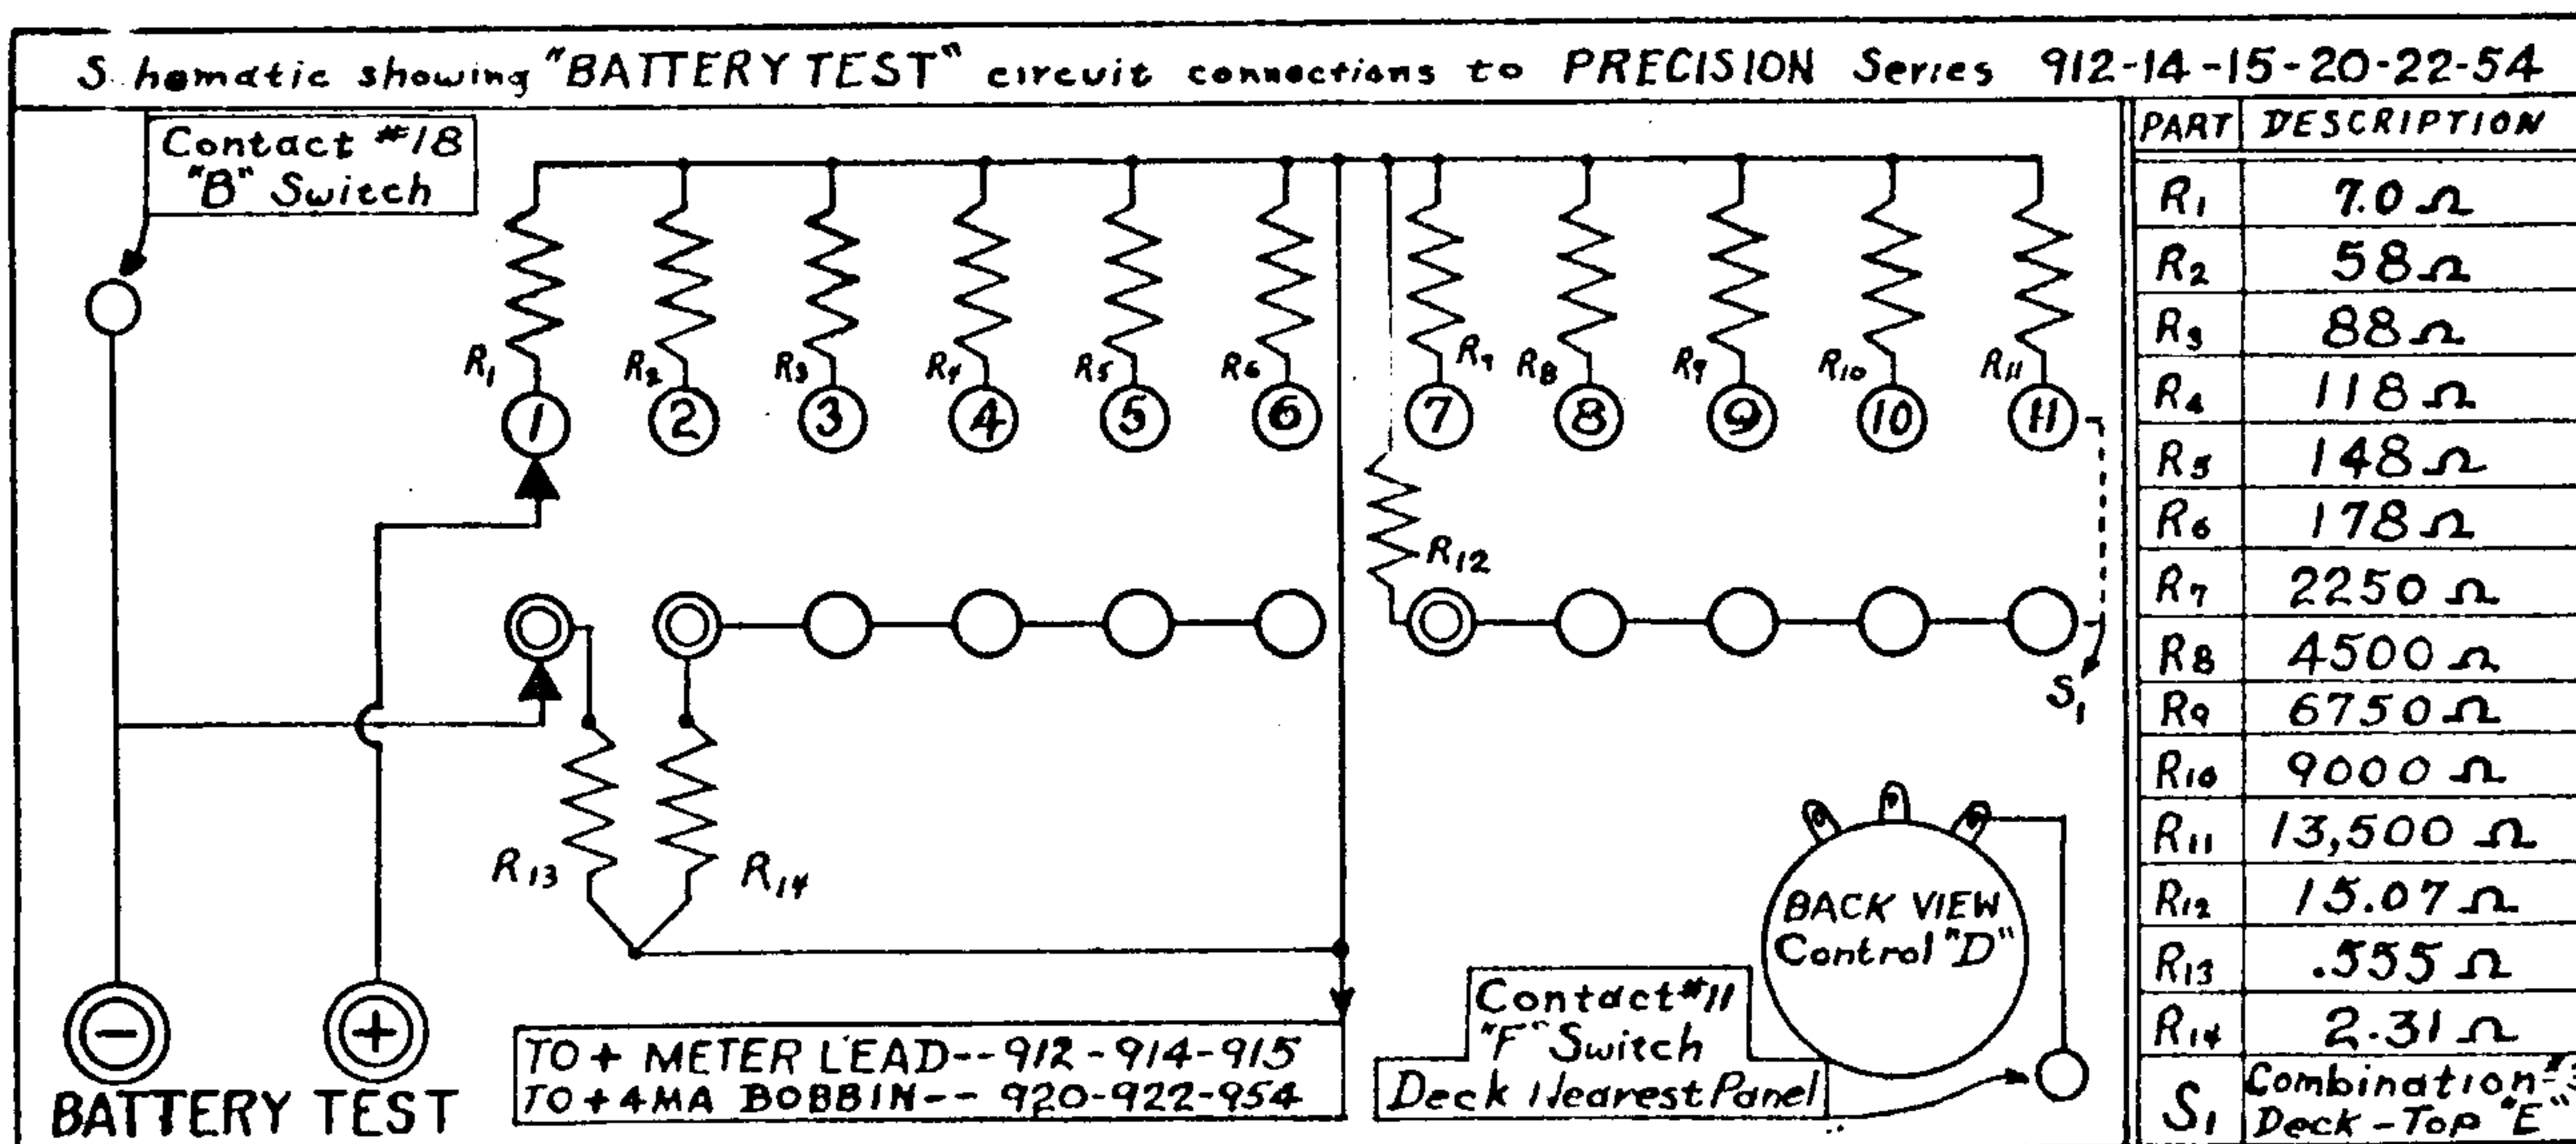 S hematic showing "BATTERY TEST" circuit connections to PRECISION Series 912-14-15-20-22-54
Contact #18
"B" Switch
R1
R2
R3
R4
R5
R6
R7
R8
R9
R10
R11
1
2
3
4
5
6
7
8
9
10
11
R12
S1
R13
R14
BACK VIEW
Control "D"
Contact #11
"F" Switch
Deck Nearest Panel
−
+
BATTERY TEST
TO + METER LEAD--912-914-915
TO + 4MA BOBBIN-- 920-922-954
PART DESCRIPTION
R1 7.0 Ω
R2 58 Ω
R3 88 Ω
R4 118 Ω
R5 148 Ω
R6 178 Ω
R7 2250 Ω
R8 4500 Ω
R9 6750 Ω
R10 9000 Ω
R11 13,500 Ω
R12 15.07 Ω
R13 .555 Ω
R14 2.31 Ω
S1 Combination #3
Deck - Top "E"